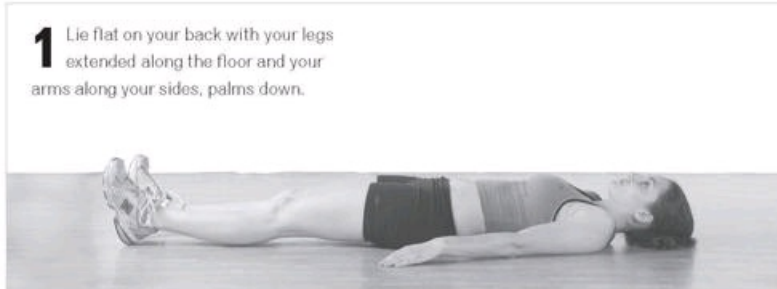 1 Lie flat on your back with your legs
extended along the floor and your
arms along your sides, palms down.